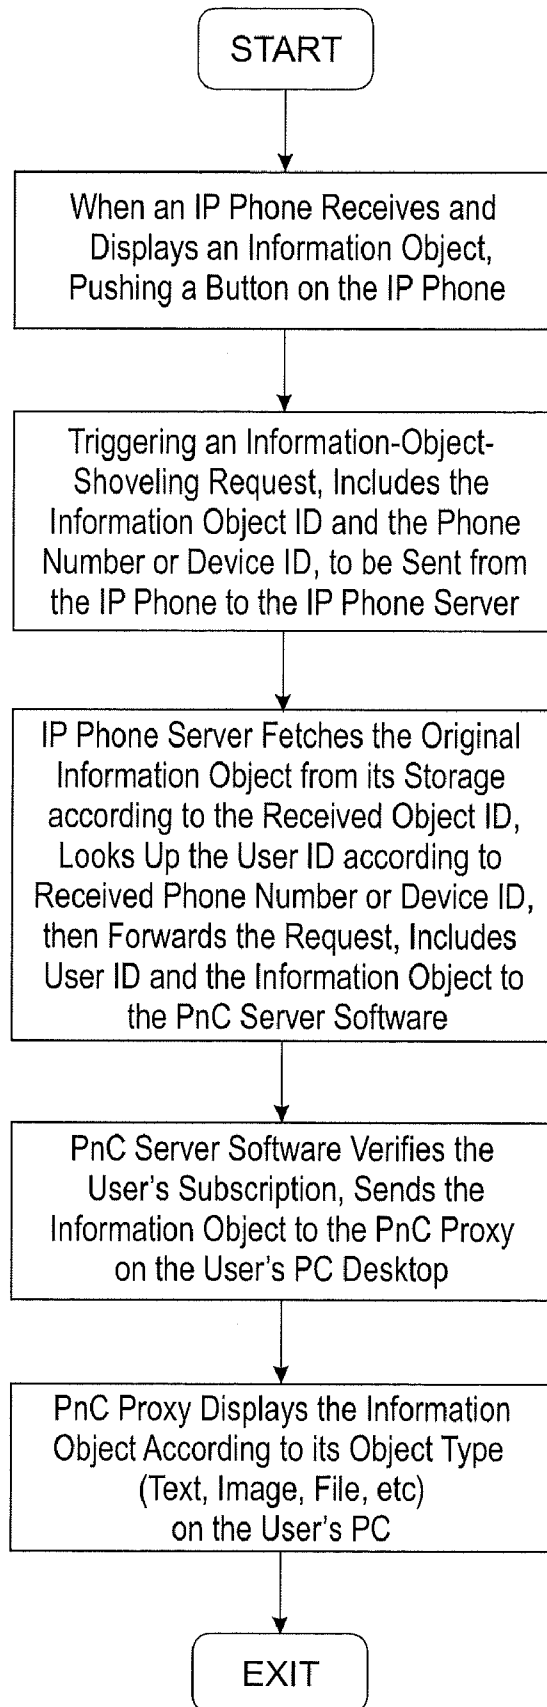 START
When an IP Phone Receives and
Displays an Information Object,
Pushing a Button on the IP Phone
Triggering an Information-Object-
Shoveling Request, Includes the
Information Object ID and the Phone
Number or Device ID, to be Sent from
the IP Phone to the IP Phone Server
IP Phone Server Fetches the Original
Information Object from its Storage
according to the Received Object ID,
Looks Up the User ID according to
Received Phone Number or Device ID,
then Forwards the Request, Includes
User ID and the Information Object to
the PnC Server Software
PnC Server Software Verifies the
User's Subscription, Sends the
Information Object to the PnC Proxy
on the User's PC Desktop
PnC Proxy Displays the Information
Object According to its Object Type
(Text, Image, File, etc)
on the User's PC
EXIT